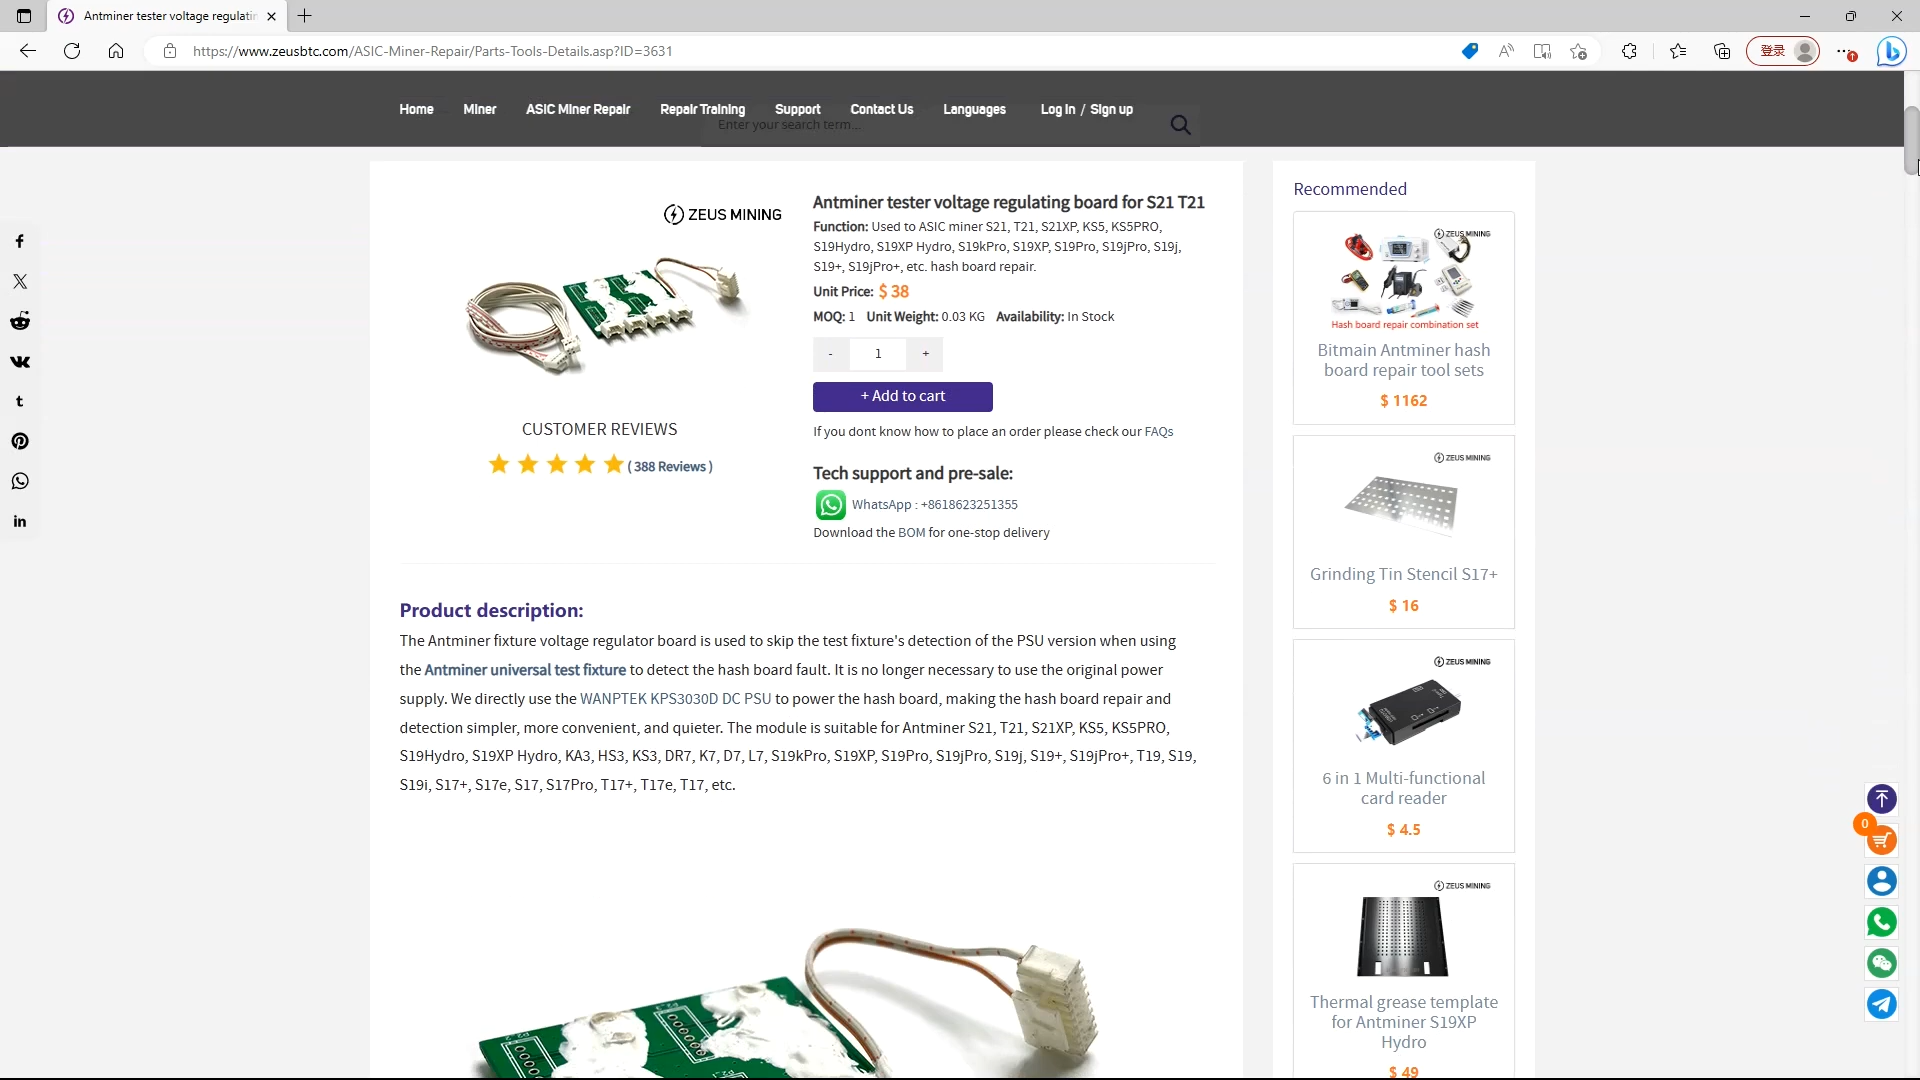 Antminer tester voltage regulatin
https://www.zeusbtc.com/ASIC-Miner-Repair/Parts-Tools-Details.asp?ID=3631
登录
Home Miner ASIC Miner Repair Repair Training Support Contact Us Languages Log in / Sign up
Enter your search term...
ZEUS MINING
CUSTOMER REVIEWS
( 388 Reviews )
Antminer tester voltage regulating board for S21 T21
Function: Used to ASIC miner S21, T21, S21XP, KS5, KS5PRO,
S19Hydro, S19XP Hydro, S19kPro, S19XP, S19Pro, S19jPro, S19j,
S19+, S19jPro+, etc. hash board repair.
Unit Price: $ 38
MOQ: 1 Unit Weight: 0.03 KG Availability: In Stock
- 1 +
+ Add to cart
If you dont know how to place an order please check our FAQs
Tech support and pre-sale:
WhatsApp : +8618623251355
Download the BOM for one-stop delivery
Product description:
The Antminer fixture voltage regulator board is used to skip the test fixture's detection of the PSU version when using
the Antminer universal test fixture to detect the hash board fault. It is no longer necessary to use the original power
supply. We directly use the WANPTEK KPS3030D DC PSU to power the hash board, making the hash board repair and
detection simpler, more convenient, and quieter. The module is suitable for Antminer S21, T21, S21XP, KS5, KS5PRO,
S19Hydro, S19XP Hydro, KA3, HS3, KS3, DR7, K7, D7, L7, S19kPro, S19XP, S19Pro, S19jPro, S19j, S19+, S19jPro+, T19, S19,
S19i, S17+, S17e, S17, S17Pro, T17+, T17e, T17, etc.
Recommended
ZEUS MINING
Hash board repair combination set
Bitmain Antminer hash
board repair tool sets
$ 1162
ZEUS MINING
Grinding Tin Stencil S17+
$ 16
ZEUS MINING
6 in 1 Multi-functional
card reader
$ 4.5
ZEUS MINING
Thermal grease template
for Antminer S19XP
Hydro
$ 49
0